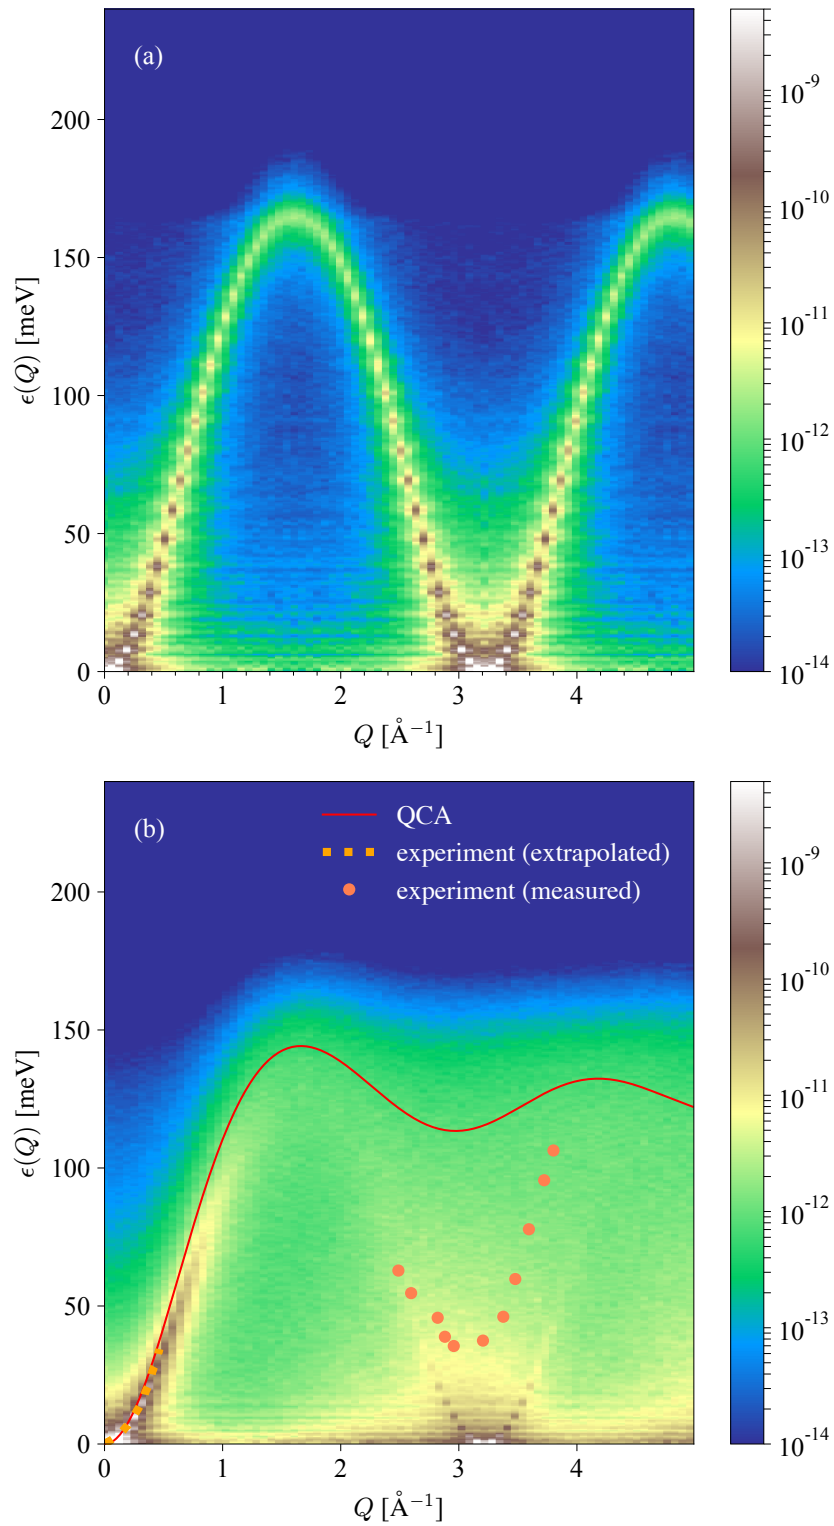 (a)
200
150
100
50
0
ϵ(Q) [meV]
0 1 2 3 4
Q [Å⁻¹]
10⁻⁹
10⁻¹⁰
10⁻¹¹
10⁻¹²
10⁻¹³
10⁻¹⁴
(b)
QCA
experiment (extrapolated)
experiment (measured)
200
150
100
50
0
ϵ(Q) [meV]
0 1 2 3 4
Q [Å⁻¹]
10⁻⁹
10⁻¹⁰
10⁻¹¹
10⁻¹²
10⁻¹³
10⁻¹⁴